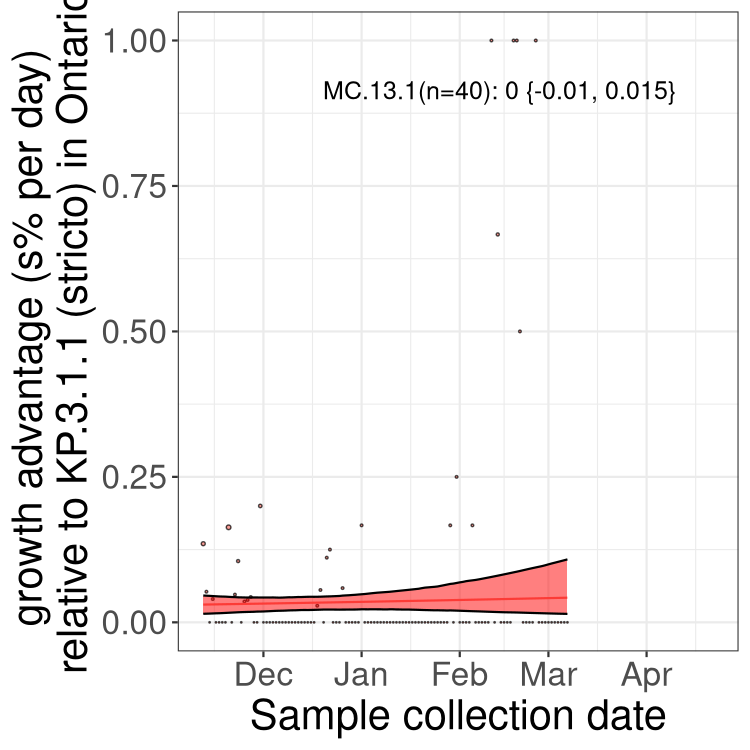 growth advantage (s% per day)
relative to KP.3.1.1 (stricto) in Ontario
1.00
0.75
0.50
0.25
0.00
MC.13.1(n=40): 0 {-0.01, 0.015}
Dec Jan Feb Mar Apr
Sample collection date